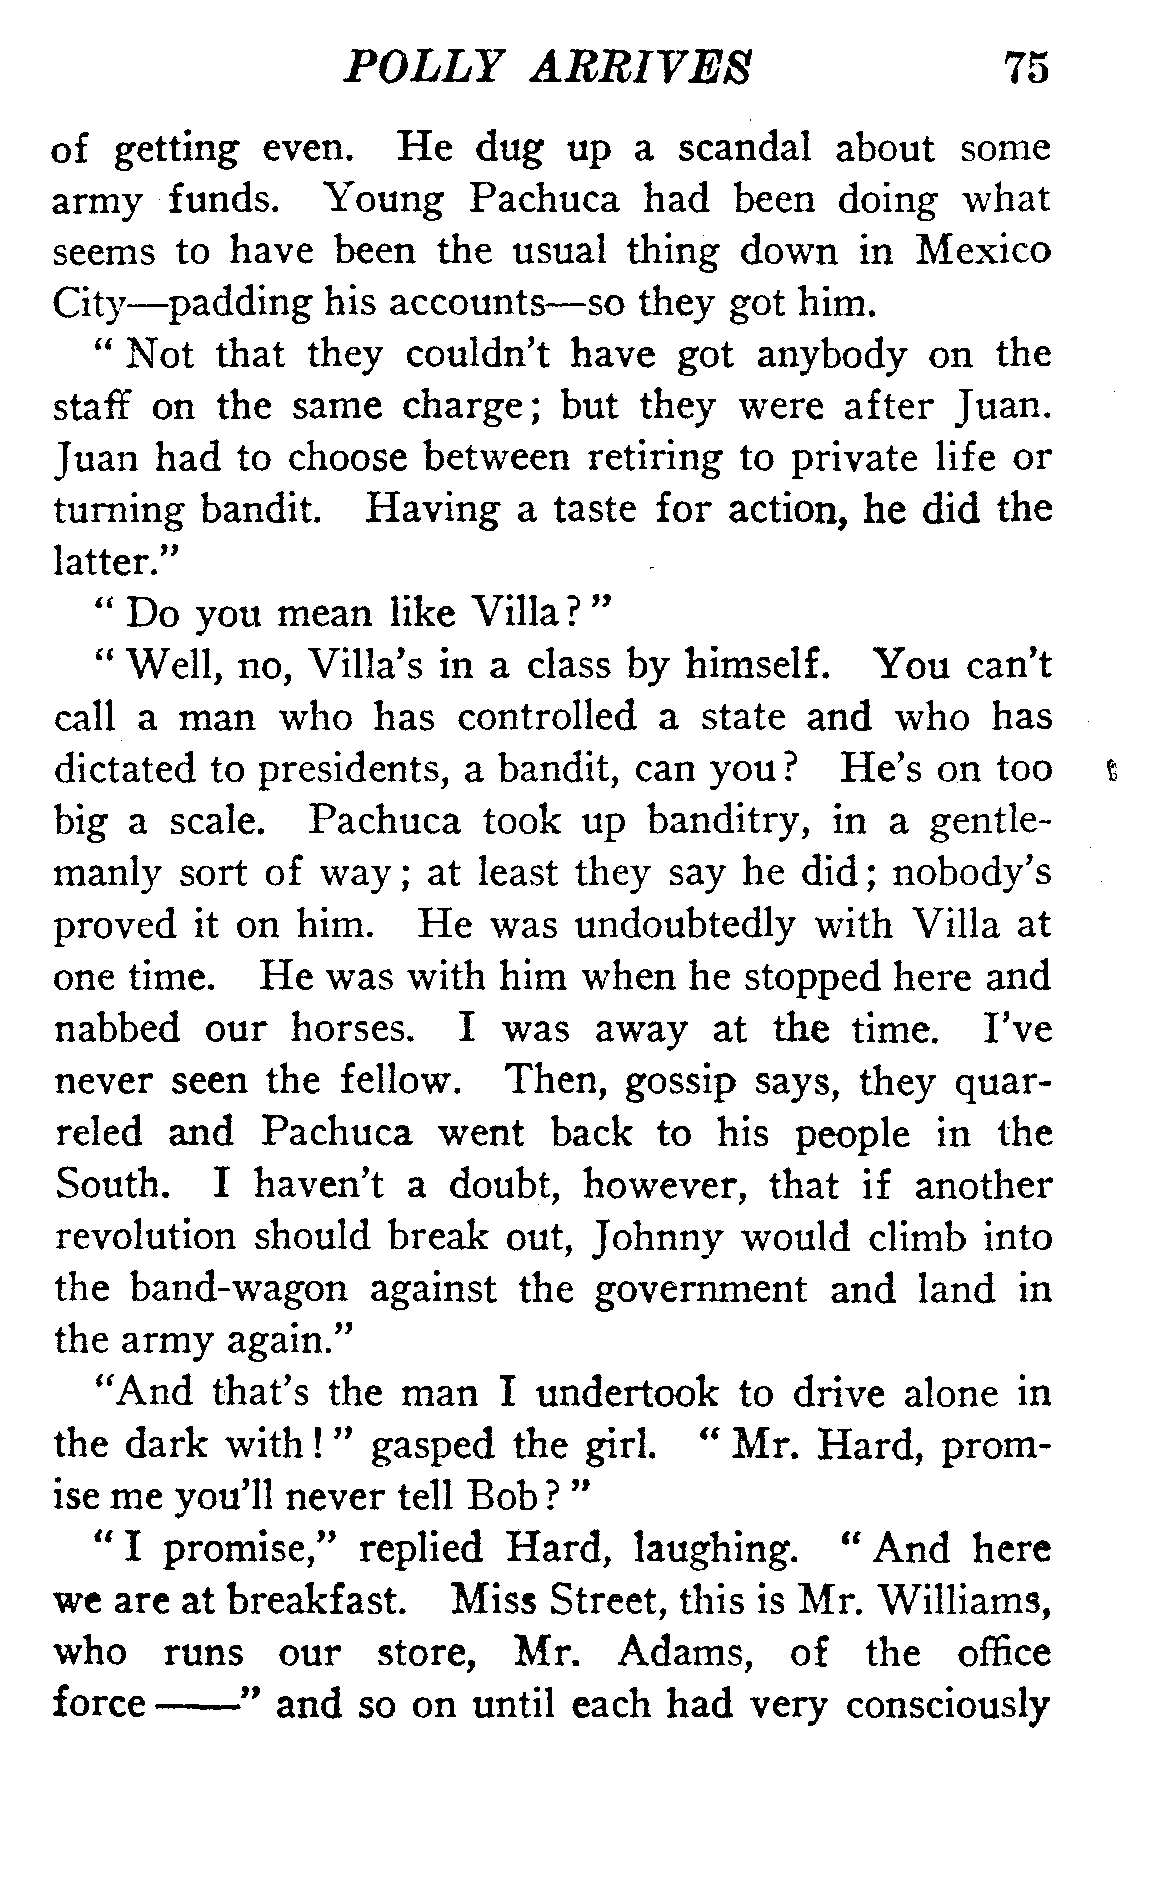 POLLY ARRIVES 75
of getting even. He dug up a scandal about some
army funds. Young Pachuca had been doing what
seems to have been the usual thing down in Mexico
City—padding his accounts—so they got him.
" Not that they couldn't have got anybody on the
staff on the same charge; but they were after Juan.
Juan had to choose between retiring to private life or
turning bandit. Having a taste for action, he did the
latter."
" Do you mean like Villa? "
" Well, no, Villa's in a class by himself. You can't
call a man who has controlled a state and who has
dictated to presidents, a bandit, can you? He's on too
big a scale. Pachuca took up banditry, in a gentle-
manly sort of way; at least they say he did; nobody's
proved it on him. He was undoubtedly with Villa at
one time. He was with him when he stopped here and
nabbed our horses. I was away at the time. I've
never seen the fellow. Then, gossip says, they quar-
reled and Pachuca went back to his people in the
South. I haven't a doubt, however, that if another
revolution should break out, Johnny would climb into
the band-wagon against the government and land in
the army again."
"And that's the man I undertook to drive alone in
the dark with! " gasped the girl. " Mr. Hard, prom-
ise me you'll never tell Bob? "
" I promise," replied Hard, laughing. " And here
we are at breakfast. Miss Street, this is Mr. Williams,
who runs our store, Mr. Adams, of the office
force ——" and so on until each had very consciously